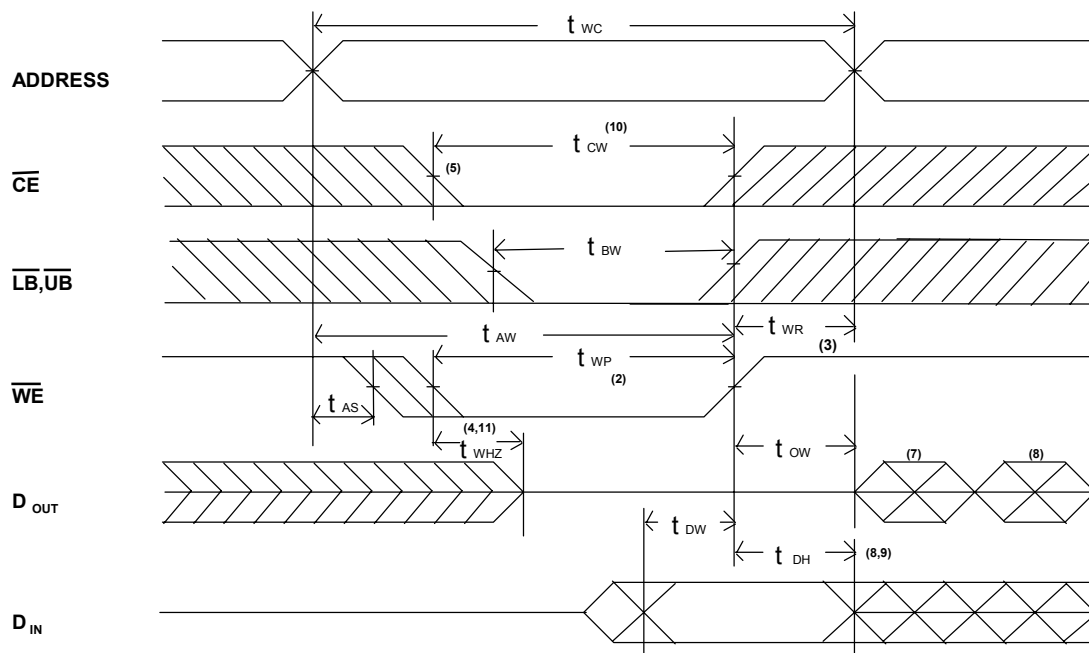 t WC
ADDRESS
t CW (10)
CE (5)
t BW
LB,UB
t AW t WR
t WP (2) (3)
WE
t AS
(4,11)
t WHZ t OW
D OUT (7) (8)
t DW
t DH (8,9)
D IN